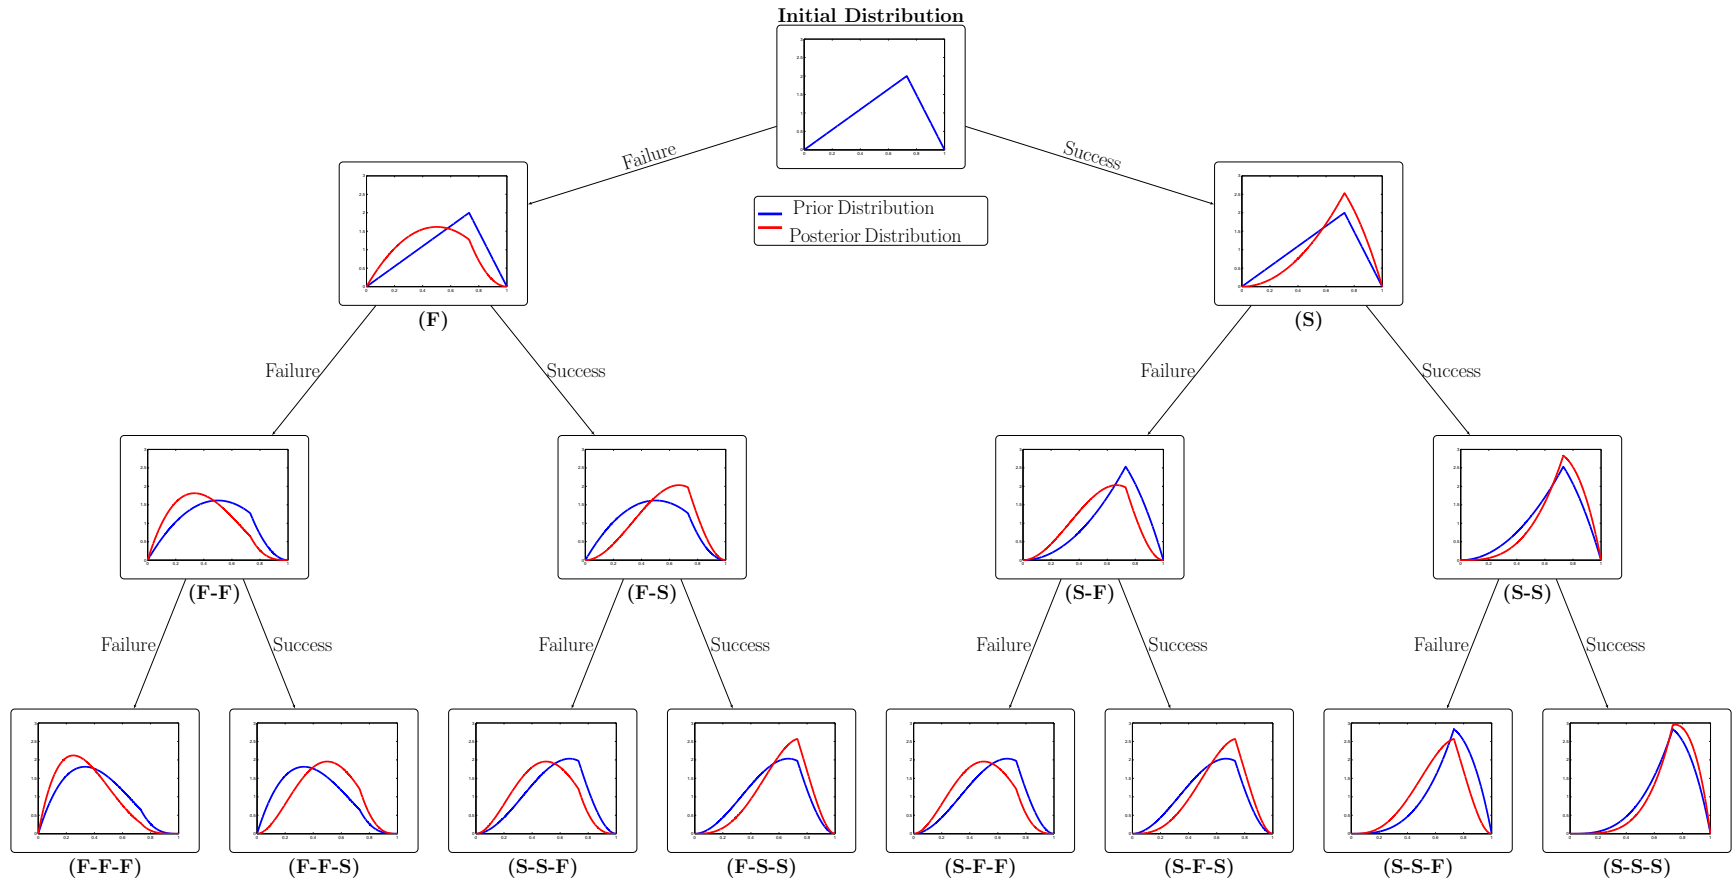 Initial Distribution
Failure
Success
Prior Distribution
Posterior Distribution
(F)
(S)
Failure
Success
Failure
Success
(F-F)
(F-S)
(S-F)
(S-S)
Failure
Success
Failure
Success
Failure
Success
Failure
Success
(F-F-F)
(F-F-S)
(S-S-F)
(F-S-S)
(S-F-F)
(S-F-S)
(S-S-F)
(S-S-S)